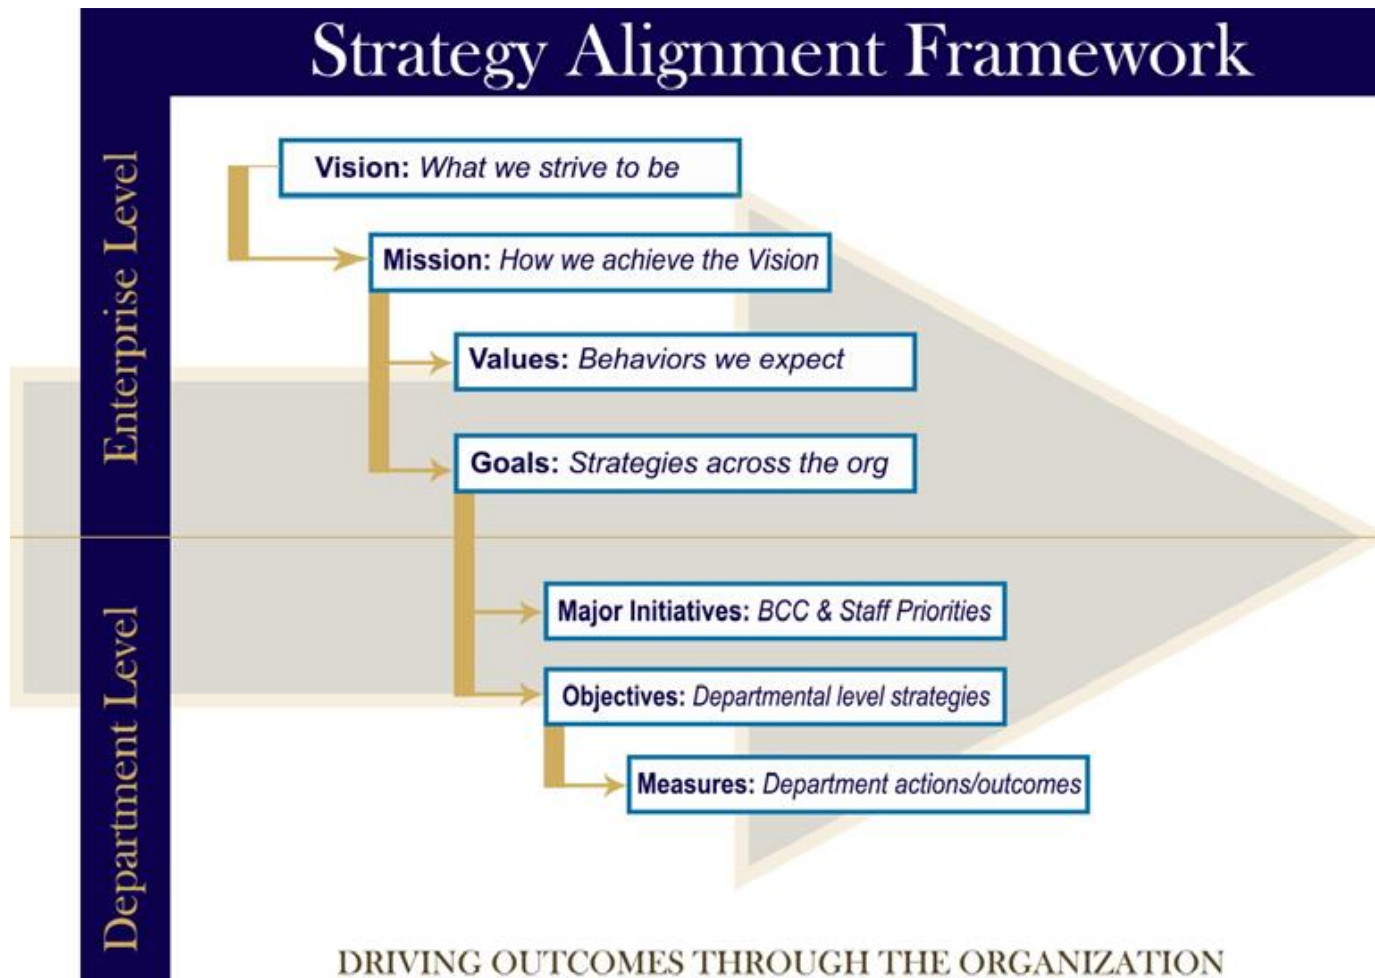 Strategy Alignment Framework
Enterprise Level
Vision: What we strive to be
Mission: How we achieve the Vision
Values: Behaviors we expect
Goals: Strategies across the org
Department Level
Major Initiatives: BCC & Staff Priorities
Objectives: Departmental level strategies
Measures: Department actions/outcomes
DRIVING OUTCOMES THROUGH THE ORGANIZATION